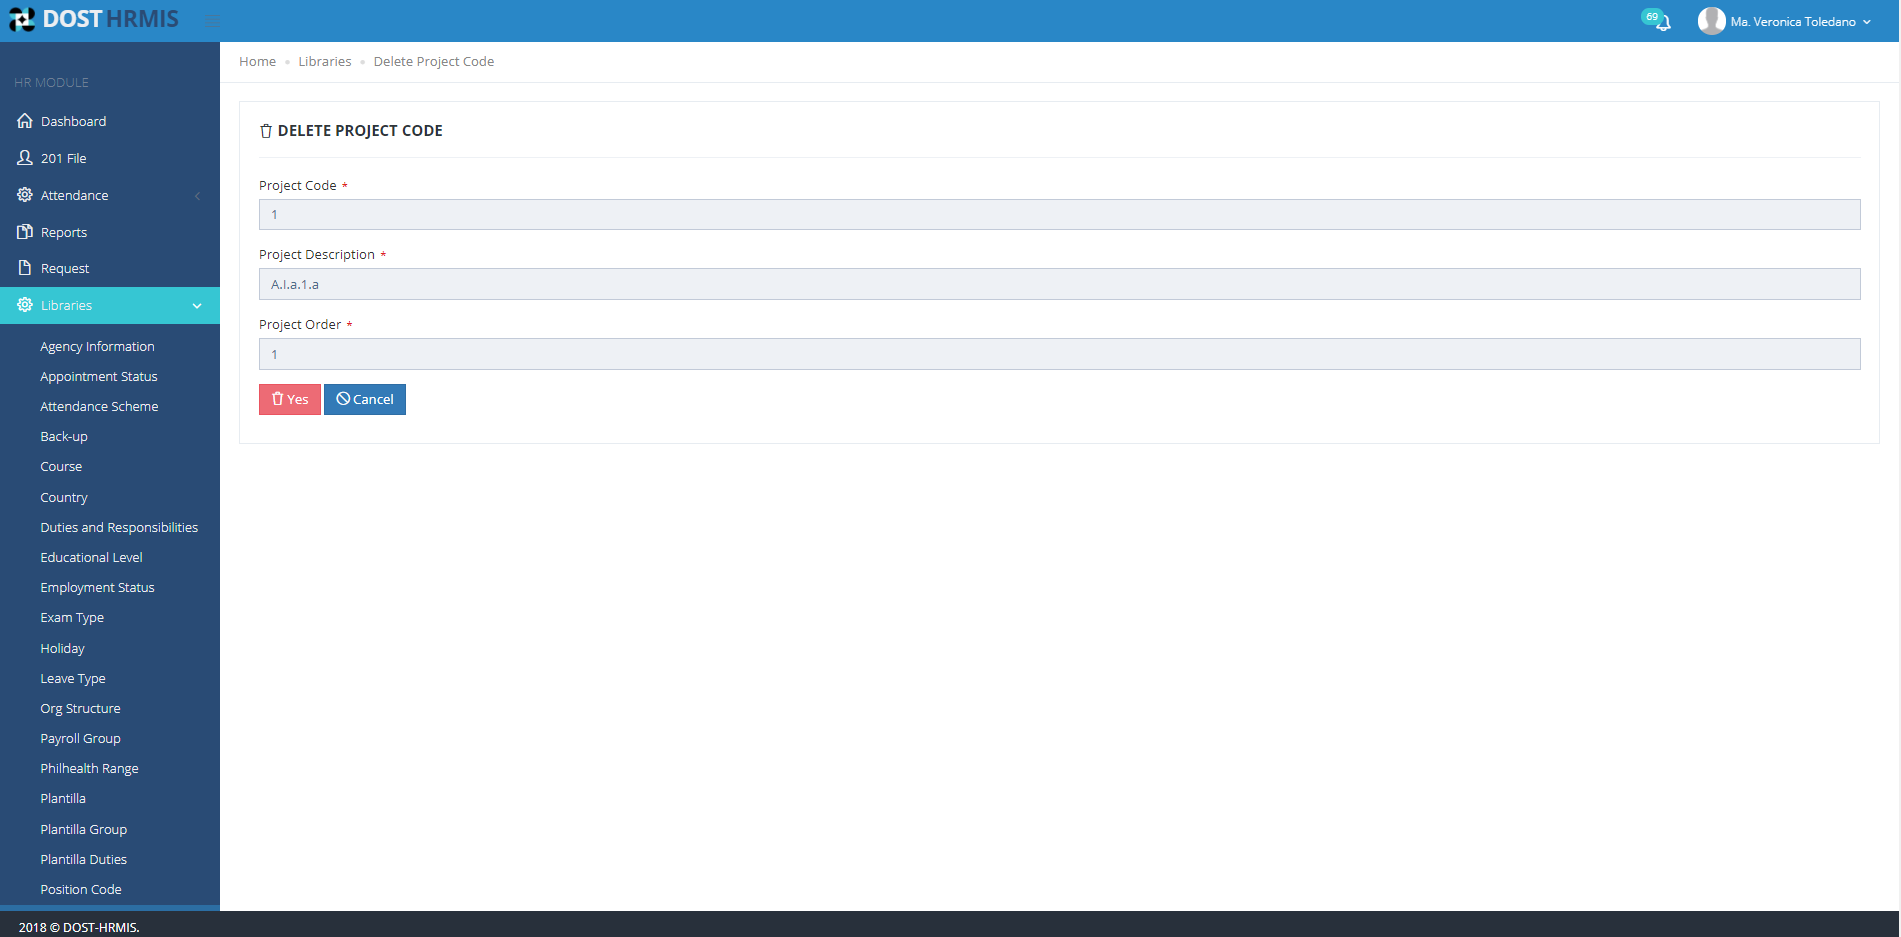 DOST HRMIS
69
Ma. Veronica Toledano
HR MODULE
Dashboard
201 File
Attendance
Reports
Request
Libraries
Agency Information
Appointment Status
Attendance Scheme
Back-up
Course
Country
Duties and Responsibilities
Educational Level
Employment Status
Exam Type
Holiday
Leave Type
Org Structure
Payroll Group
Philhealth Range
Plantilla
Plantilla Group
Plantilla Duties
Position Code
Home • Libraries • Delete Project Code
DELETE PROJECT CODE
Project Code *
1
Project Description *
A.I.a.1.a
Project Order *
1
Yes Cancel
2018 © DOST-HRMIS.